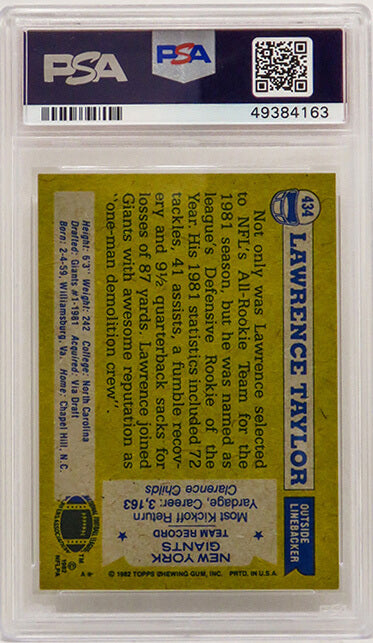 PSA
PSA
49384163
434
LAWRENCE TAYLOR
OUTSIDE
LINEBACKER
Not only was Lawrence selected
to NFL's All-Rookie Team for the
1981 season, but he was named as
league's Defensive Rookie of the
Year. His 1981 statistics included 72
tackles, 41 assists, a fumble recov-
ery and 9½ quarterback sacks for
losses of 87 yards. Lawrence joined
Giants with awesome reputation as
"one-man demolition crew".
Height: 6'3" Weight: 242 College: North Carolina
Drafted: Giants #1-1981 Acquired: Via Draft
Born: 2-4-59, Williamsburg, Va. Home: Chapel Hill, N.C.
NEW YORK
GIANTS
TEAM RECORD
Most Kickoff Return
Yardage, Career: 3,163
Clarence Childs
TM
© 1982
NFLPA
A*
© 1982 TOPPS CHEWING GUM, INC. PRTD. IN U.S.A.